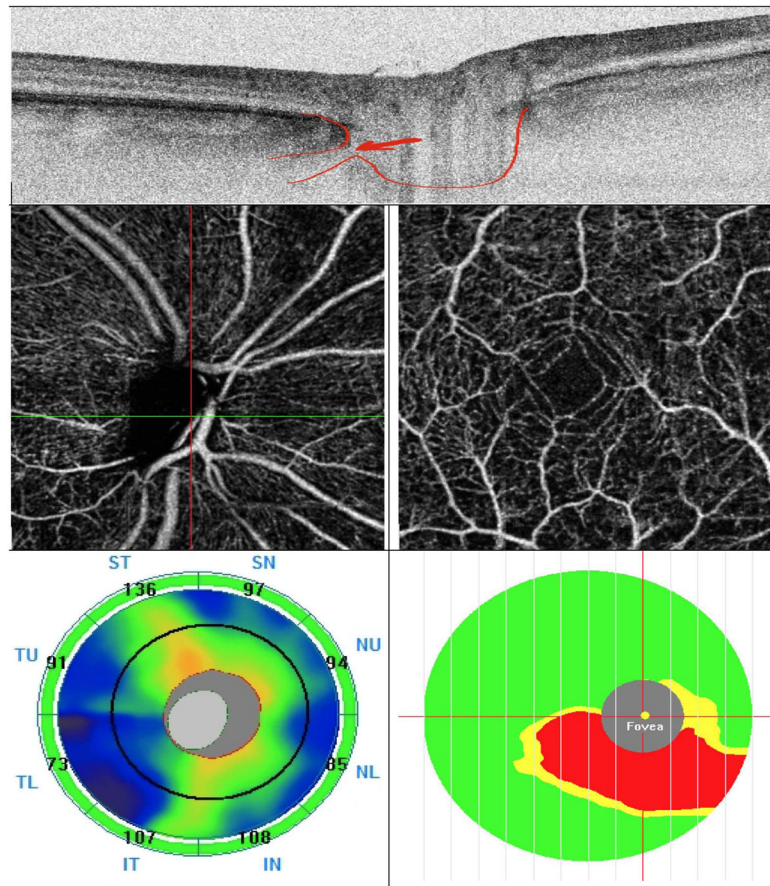 ST SN
136 97
TU 91 94 NU
Fovea
TL 73 85 NL
107 108
IT IN